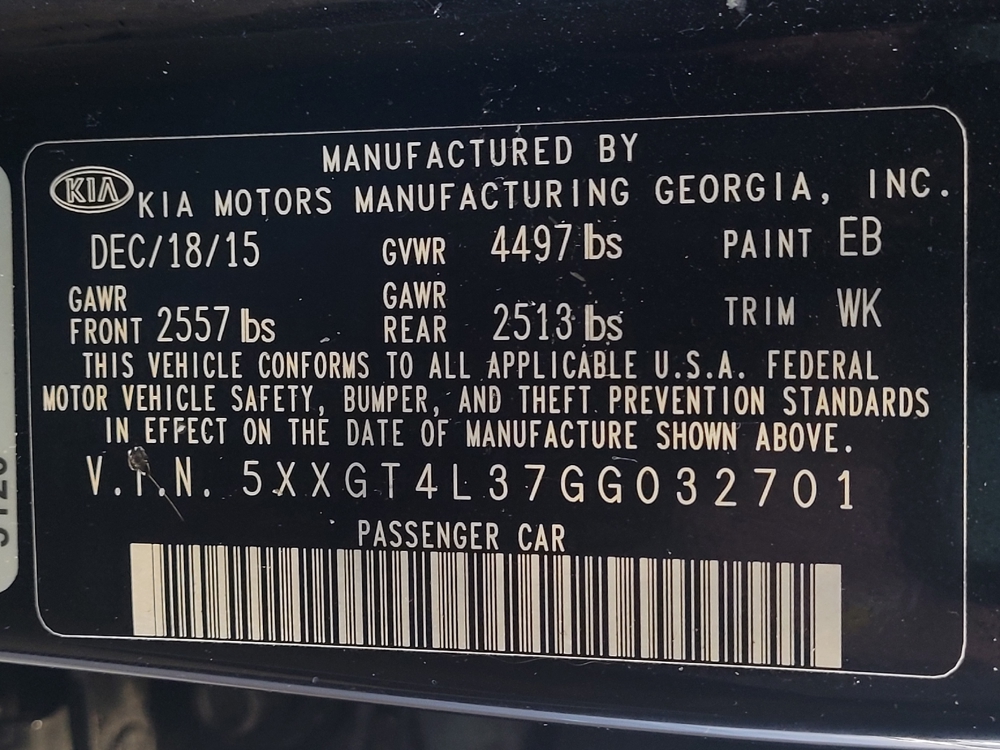 MANUFACTURED BY
KIA KIA MOTORS MANUFACTURING GEORGIA, INC.
DEC/18/15 GVWR 4497 lbs PAINT EB
GAWR FRONT 2557 lbs GAWR REAR 2513 lbs TRIM WK
THIS VEHICLE CONFORMS TO ALL APPLICABLE U.S.A. FEDERAL
MOTOR VEHICLE SAFETY, BUMPER, AND THEFT PREVENTION STANDARDS
IN EFFECT ON THE DATE OF MANUFACTURE SHOWN ABOVE.
V.I.N. 5XXGT4L37GG032701
PASSENGER CAR